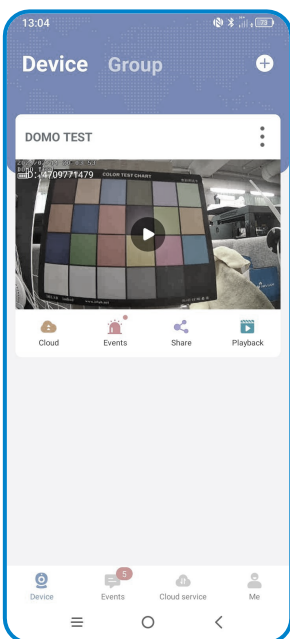 13:04
73
Device Group
DOMO TEST
ID: 4709771479
COLOR TEST CHART
Cloud Events Share Playback
5
Device Events Cloud service Me